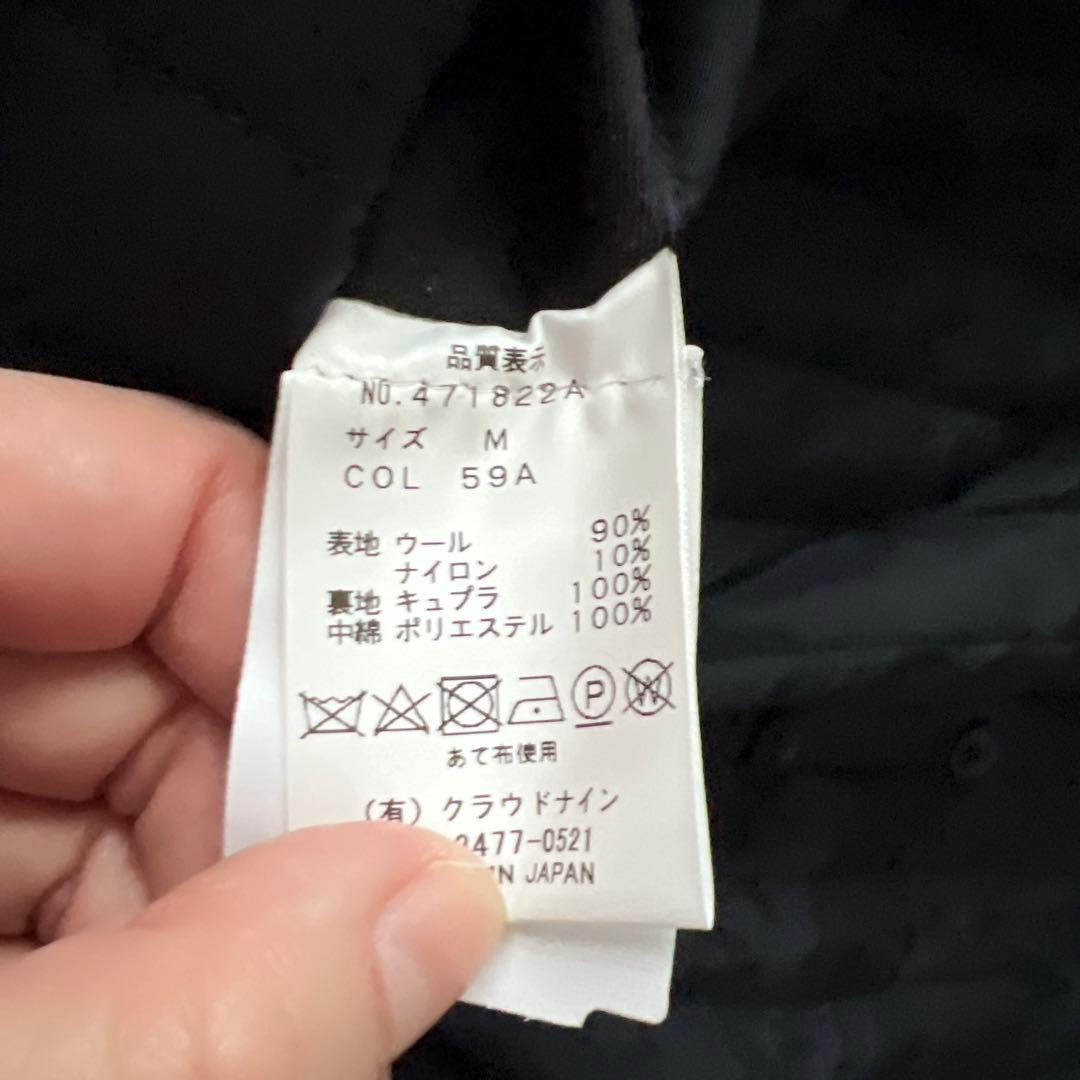 品質表示
NO.471822A
サイズ M
COL 59A
表地 ウール 90%
ナイロン 10%
裏地 キュプラ 100%
中綿 ポリエステル 100%
P W
あて布使用
(有) クラウドナイン
2477-0521
IN JAPAN